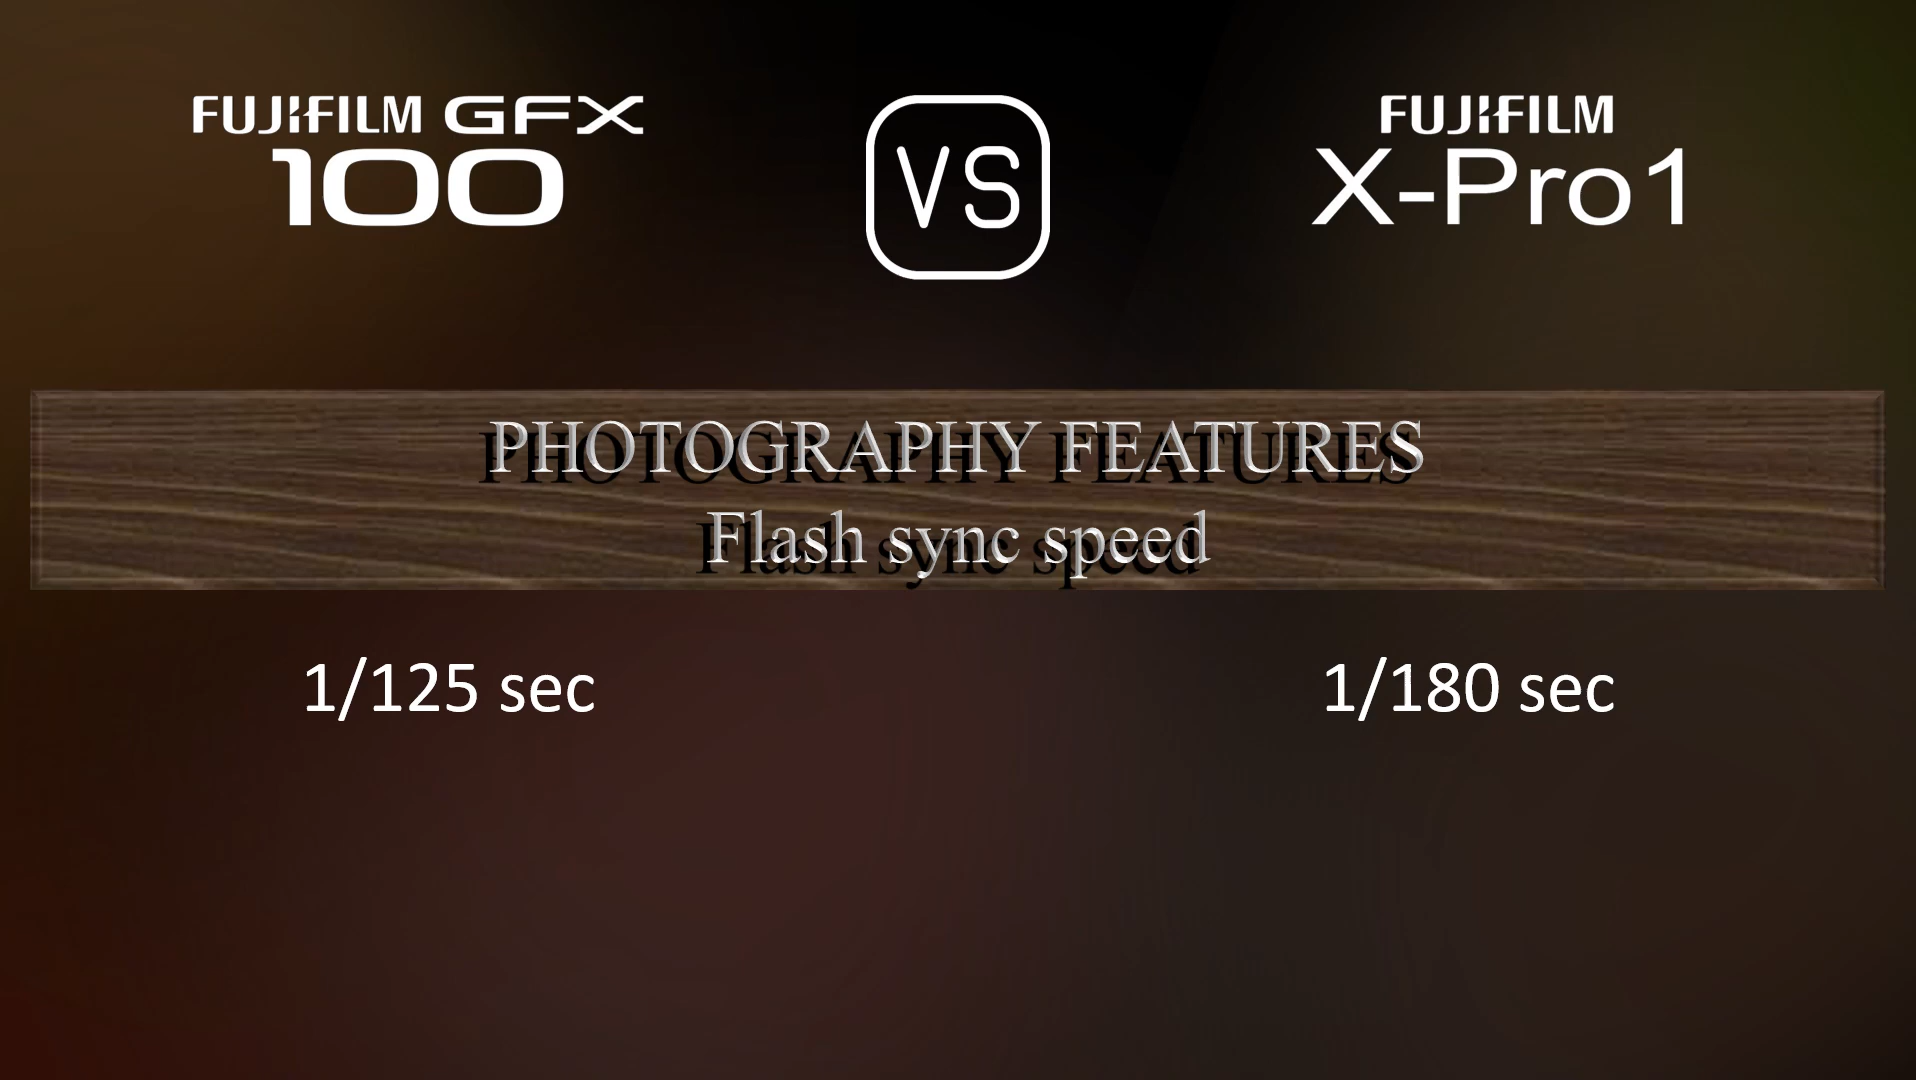 FUJIFILM GFX
100
VS
FUJIFILM
X-Pro1
PHOTOGRAPHY FEATURES
Flash sync speed
1/125 sec
1/180 sec